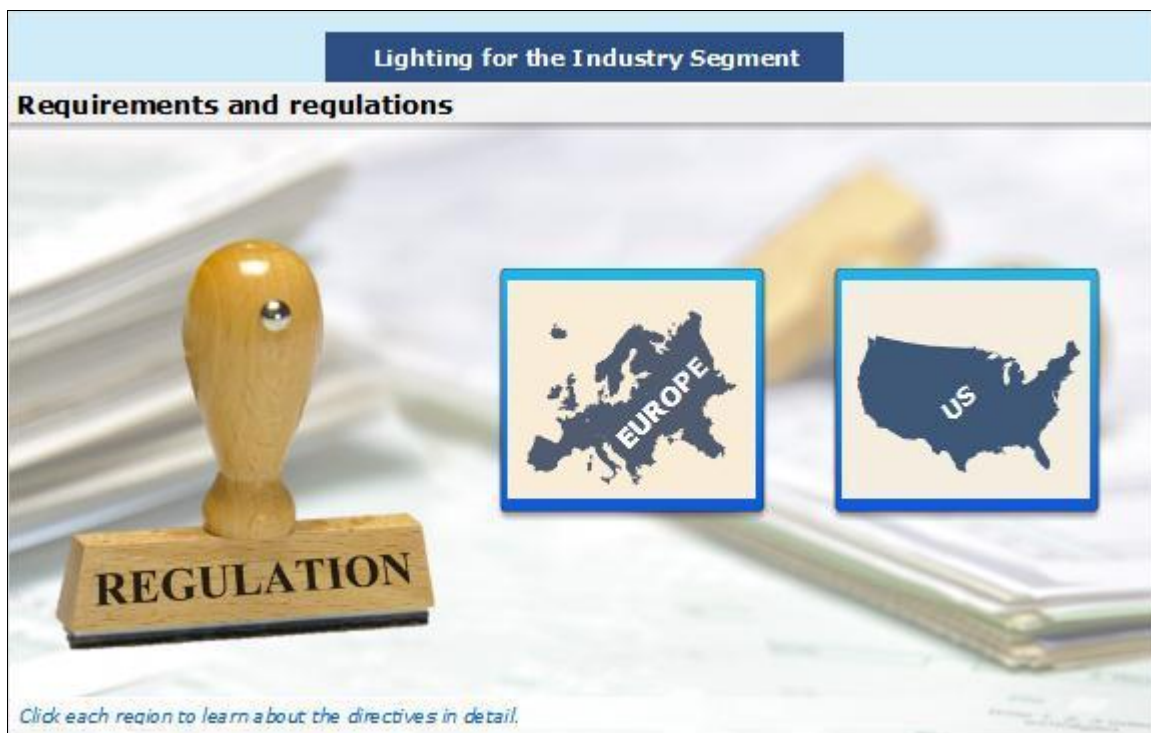 Lighting for the Industry Segment
Requirements and regulations
EUROPE
US
REGULATION
Click each region to learn about the directives in detail.